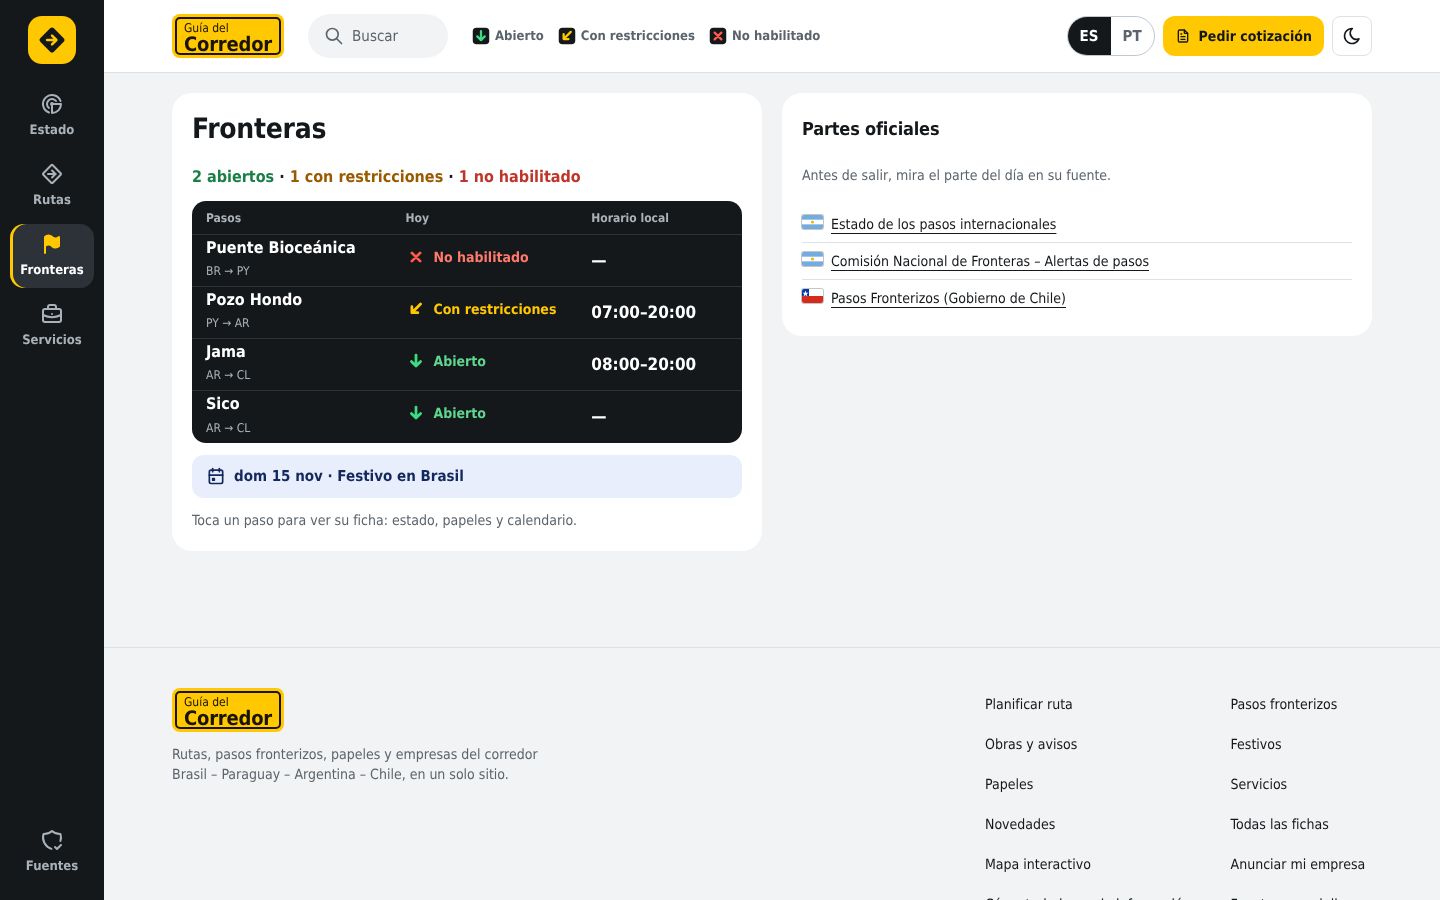 Guía del
Corredor
Buscar
Abierto
Con restricciones
No habilitado
ES
PT
Pedir cotización
Estado
Rutas
Fronteras
Servicios
Fuentes
Fronteras
2 abiertos · 1 con restricciones · 1 no habilitado
Pasos Hoy Horario local
Puente Bioceánica
BR → PY
No habilitado
—
Pozo Hondo
PY → AR
Con restricciones
07:00–20:00
Jama
AR → CL
Abierto
08:00–20:00
Sico
AR → CL
Abierto
—
dom 15 nov · Festivo en Brasil
Toca un paso para ver su ficha: estado, papeles y calendario.
Partes oficiales
Antes de salir, mira el parte del día en su fuente.
Estado de los pasos internacionales
Comisión Nacional de Fronteras – Alertas de pasos
Pasos Fronterizos (Gobierno de Chile)
Guía del
Corredor
Rutas, pasos fronterizos, papeles y empresas del corredor
Brasil – Paraguay – Argentina – Chile, en un solo sitio.
Planificar ruta
Obras y avisos
Papeles
Novedades
Mapa interactivo
Pasos fronterizos
Festivos
Servicios
Todas las fichas
Anunciar mi empresa